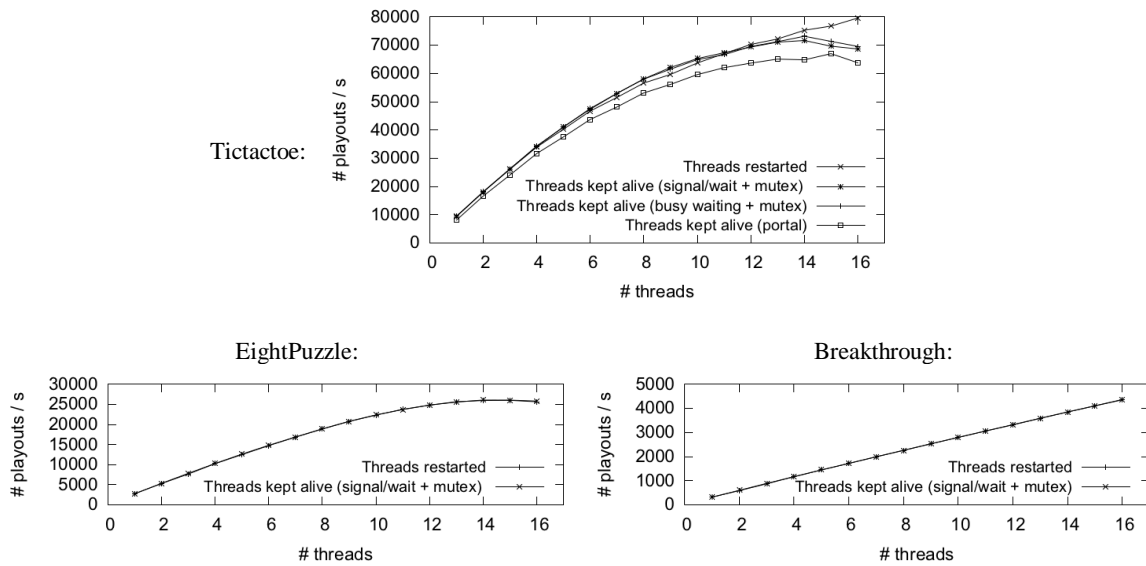 Tictactoe:
# playouts / s
80000
70000
60000
50000
40000
30000
20000
10000
0
Threads restarted
Threads kept alive (signal/wait + mutex)
Threads kept alive (busy waiting + mutex)
Threads kept alive (portal)
0 2 4 6 8 10 12 14 16
# threads
EightPuzzle:
# playouts / s
30000
25000
20000
15000
10000
5000
0
Threads restarted
Threads kept alive (signal/wait + mutex)
0 2 4 6 8 10 12 14 16
# threads
Breakthrough:
# playouts / s
5000
4000
3000
2000
1000
0
Threads restarted
Threads kept alive (signal/wait + mutex)
0 2 4 6 8 10 12 14 16
# threads